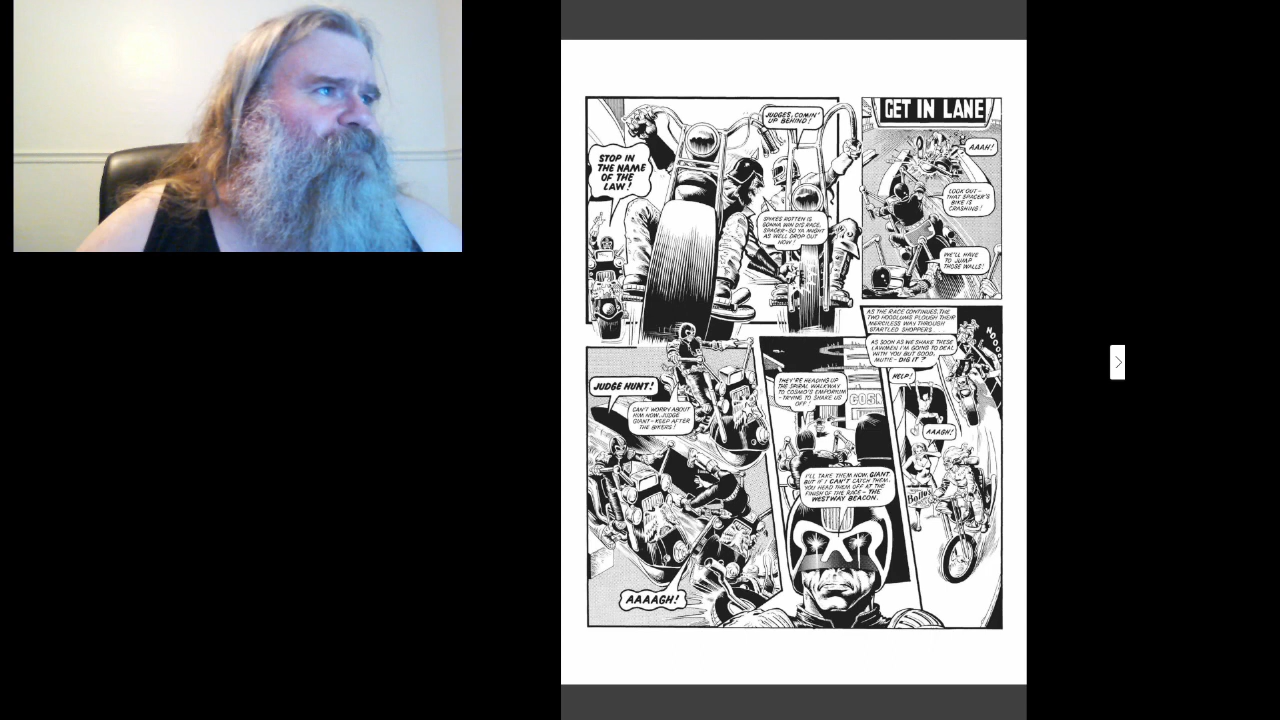 JUDGES, COMIN'
UP BEHIND!
STOP IN
THE NAME
OF THE
LAW!
SPIKES ROTTEN IS
GONNA WIN DIS RACE,
SPACER-SO YA MIGHT
AS WELL DROP OUT
NOW!
GET IN LANE
AAAH!
LOOK OUT-
THAT SPACER'S
BIKE IS
CRASHING!
WE'LL HAVE
TO JUMP
THOSE WALLS!
JUDGE HUNT!
CAN'T WORRY ABOUT
HIM NOW, JUDGE
GIANT- KEEP AFTER
THE BIKERS!
AAAAGH!
THEY'RE HEADING UP
THE SPIRAL WALKWAY
TO COSMO'S EMPORIUM
-TRYING TO SHAKE US
OFF!
COSM
I'LL TAKE THEM NOW, GIANT.
BUT IF I CAN'T CATCH THEM,
YOU HEAD THEM OFF AT THE
FINISH OF THE RACE- THE
WESTWAY BEACON.
AS THE RACE CONTINUES, THE
TWO HOODLUMS PLOUGH THEIR
MERCILESS WAY THROUGH
STARTLED SHOPPERS...
AS SOON AS WE SHAKE THESE
LAWMEN I'M GOING TO DEAL
WITH YOU BUT GOOD,
MUTIE- DIG IT?
HELP!
AAAGH!